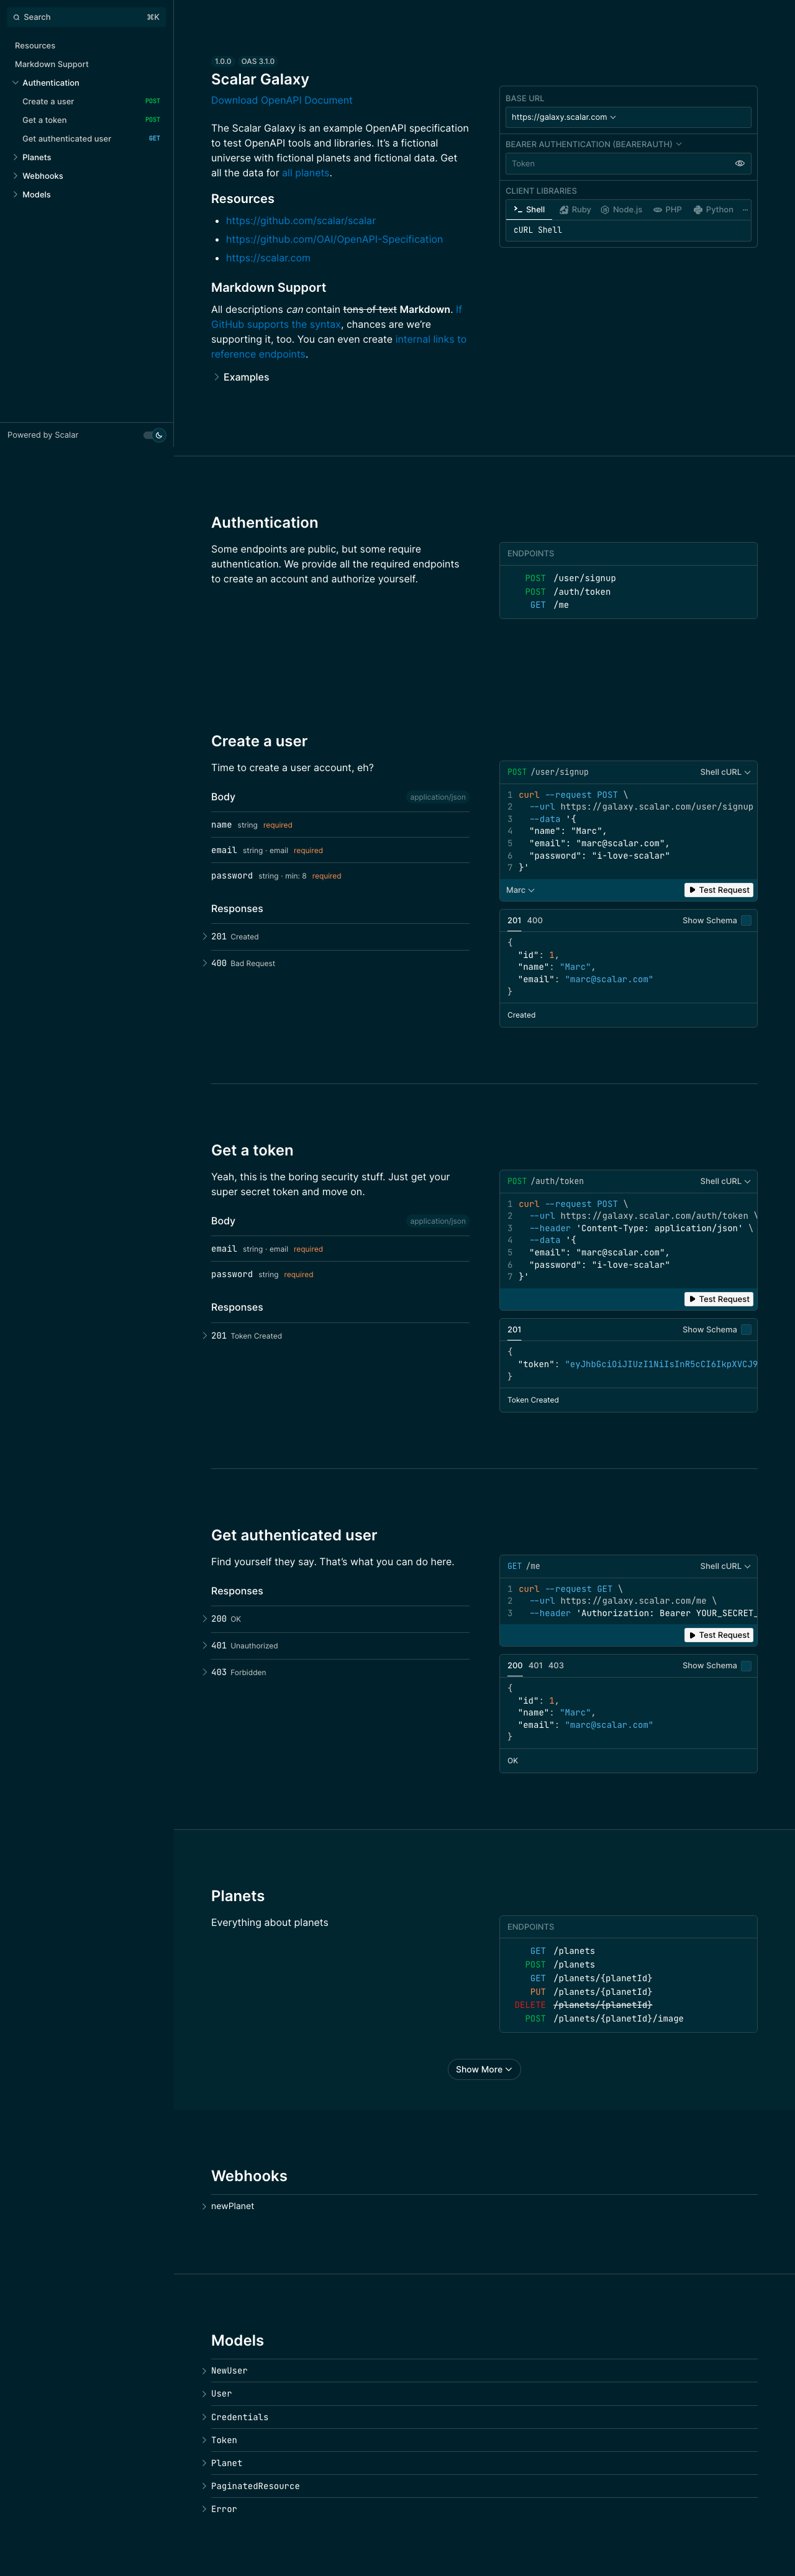 Search ⌘K
Resources
Markdown Support
Authentication
Create a user POST
Get a token POST
Get authenticated user GET
Planets
Webhooks
Models
Powered by Scalar
1.0.0 OAS 3.1.0
Scalar Galaxy
Download OpenAPI Document
The Scalar Galaxy is an example OpenAPI specification
to test OpenAPI tools and libraries. It's a fictional
universe with fictional planets and fictional data. Get
all the data for all planets.
Resources
https://github.com/scalar/scalar
https://github.com/OAI/OpenAPI-Specification
https://scalar.com
Markdown Support
All descriptions can contain tons of text Markdown. If
GitHub supports the syntax, chances are we're
supporting it, too. You can even create internal links to
reference endpoints.
Examples
BASE URL
https://galaxy.scalar.com
BEARER AUTHENTICATION (BEARERAUTH)
Token
CLIENT LIBRARIES
Shell Ruby Node.js PHP Python ···
cURL Shell
Authentication
Some endpoints are public, but some require
authentication. We provide all the required endpoints
to create an account and authorize yourself.
ENDPOINTS
POST /user/signup
POST /auth/token
GET /me
Create a user
Time to create a user account, eh?
Body application/json
name string required
email string · email required
password string · min: 8 required
Responses
201 Created
400 Bad Request
POST /user/signup Shell cURL
1 curl --request POST \
2 --url https://galaxy.scalar.com/user/signup
3 --data '{
4 "name": "Marc",
5 "email": "marc@scalar.com",
6 "password": "i-love-scalar"
7 }'
Marc Test Request
201 400 Show Schema
{
"id": 1,
"name": "Marc",
"email": "marc@scalar.com"
}
Created
Get a token
Yeah, this is the boring security stuff. Just get your
super secret token and move on.
Body application/json
email string · email required
password string required
Responses
201 Token Created
POST /auth/token Shell cURL
1 curl --request POST \
2 --url https://galaxy.scalar.com/auth/token \
3 --header 'Content-Type: application/json' \
4 --data '{
5 "email": "marc@scalar.com",
6 "password": "i-love-scalar"
7 }'
Test Request
201 Show Schema
{
"token": "eyJhbGciOiJIUzI1NiIsInR5cCI6IkpXVCJ9
}
Token Created
Get authenticated user
Find yourself they say. That's what you can do here.
Responses
200 OK
401 Unauthorized
403 Forbidden
GET /me Shell cURL
1 curl --request GET \
2 --url https://galaxy.scalar.com/me \
3 --header 'Authorization: Bearer YOUR_SECRET_
Test Request
200 401 403 Show Schema
{
"id": 1,
"name": "Marc",
"email": "marc@scalar.com"
}
OK
Planets
Everything about planets
ENDPOINTS
GET /planets
POST /planets
GET /planets/{planetId}
PUT /planets/{planetId}
DELETE /planets/{planetId}
POST /planets/{planetId}/image
Show More
Webhooks
newPlanet
Models
NewUser
User
Credentials
Token
Planet
PaginatedResource
Error